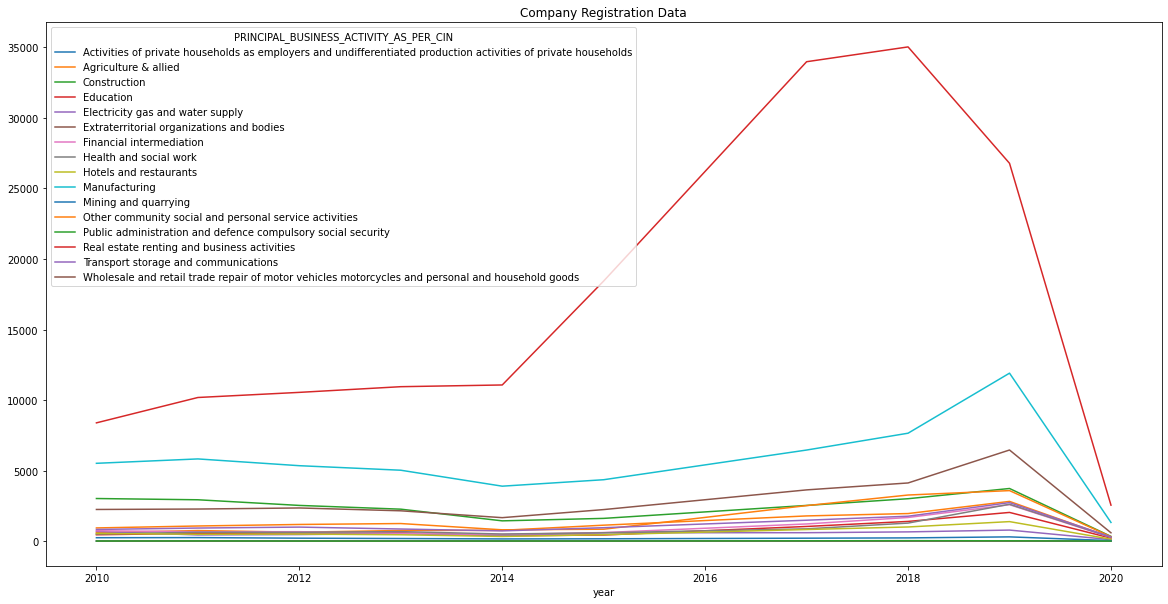 Company Registration Data
PRINCIPAL_BUSINESS_ACTIVITY_AS_PER_CIN
Activities of private households as employers and undifferentiated production activities of private households
Agriculture & allied
Construction
Education
Electricity gas and water supply
Extraterritorial organizations and bodies
Financial intermediation
Health and social work
Hotels and restaurants
Manufacturing
Mining and quarrying
Other community social and personal service activities
Public administration and defence compulsory social security
Real estate renting and business activities
Transport storage and communications
Wholesale and retail trade repair of motor vehicles motorcycles and personal and household goods
35000
30000
25000
20000
15000
10000
5000
0
2010 2012 2014 2016 2018 2020
year